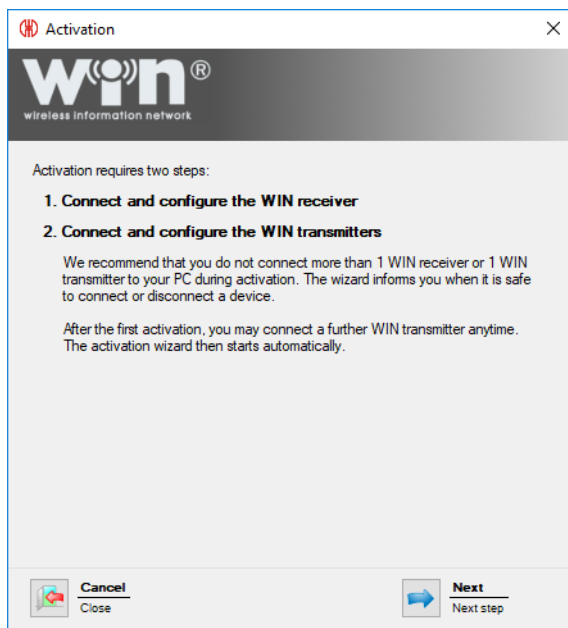 Activation
WIN®
wireless information network
Activation requires two steps:
1. Connect and configure the WIN receiver
2. Connect and configure the WIN transmitters
We recommend that you do not connect more than 1 WIN receiver or 1 WIN
transmitter to your PC during activation. The wizard informs you when it is safe
to connect or disconnect a device.
After the first activation, you may connect a further WIN transmitter anytime.
The activation wizard then starts automatically.
Cancel
Close
Next
Next step